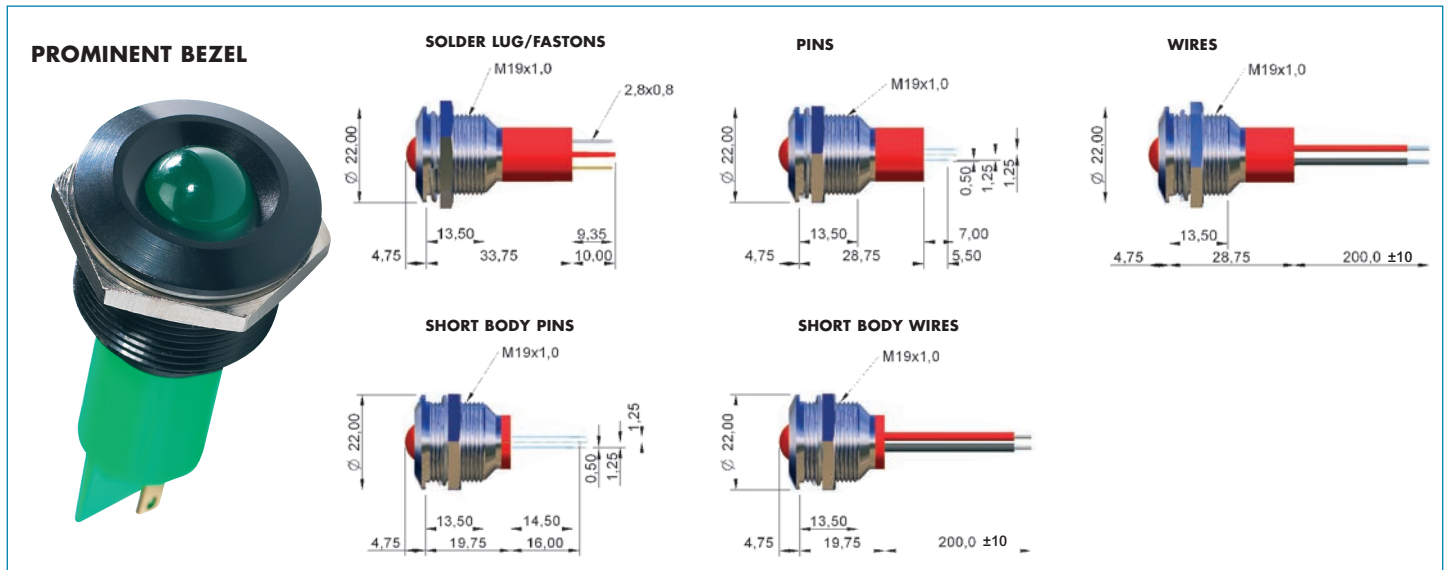 PROMINENT BEZEL
SOLDER LUG/FASTONS
M19x1,0
2,8x0,8
Ø 22,00
13,50
9,35
4,75
33,75
10,00
PINS
M19x1,0
Ø 22,00
0,50
1,25
1,25
13,50
7,00
4,75
28,75
5,50
WIRES
M19x1,0
Ø 22,00
13,50
4,75
28,75
200,0 ±10
SHORT BODY PINS
M19x1,0
Ø 22,00
1,25
0,50
1,25
13,50
14,50
4,75
19,75
16,00
SHORT BODY WIRES
M19x1,0
Ø 22,00
13,50
4,75
19,75
200,0 ±10